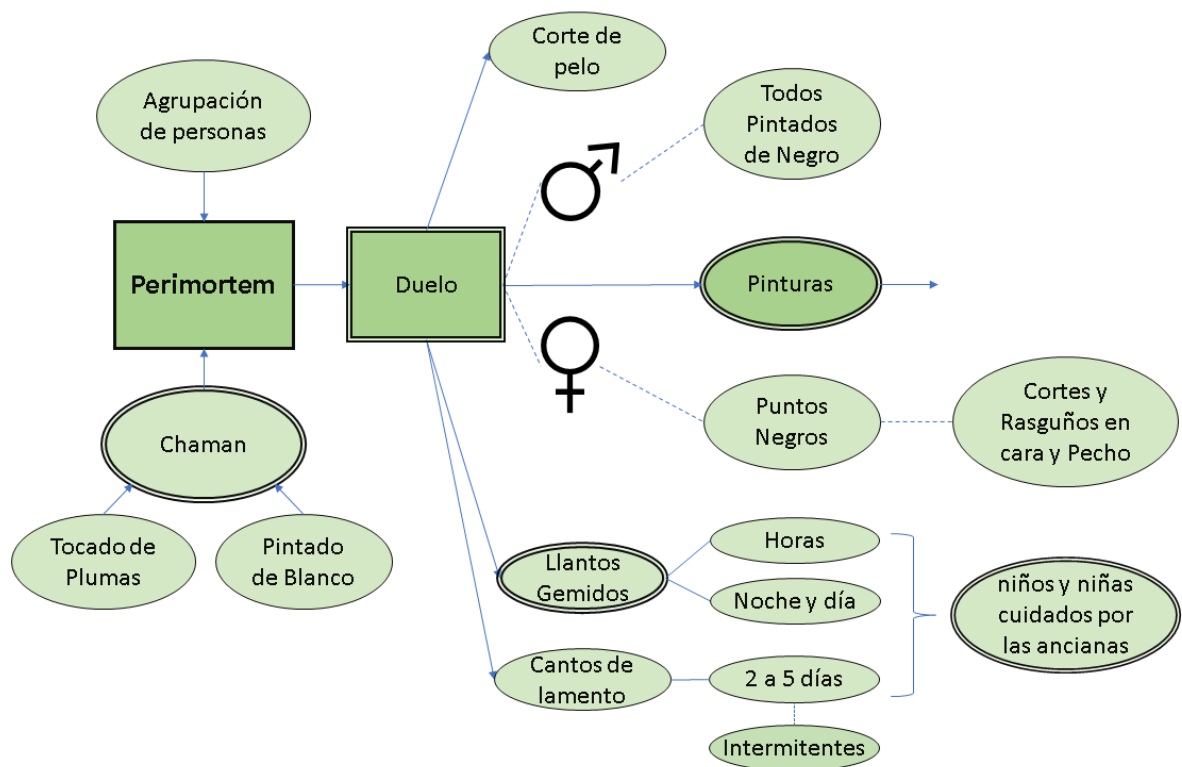 Corte de
pelo
Agrupación
de personas
Todos
Pintados
de Negro
Perimortem
Duelo
Pinturas
Chaman
Puntos
Negros
Cortes y
Rasguños en
cara y Pecho
Tocado de
Plumas
Pintado
de Blanco
Llantos
Gemidos
Horas
Noche y día
niños y niñas
cuidados por
las ancianas
Cantos de
lamento
2 a 5 días
Intermitentes